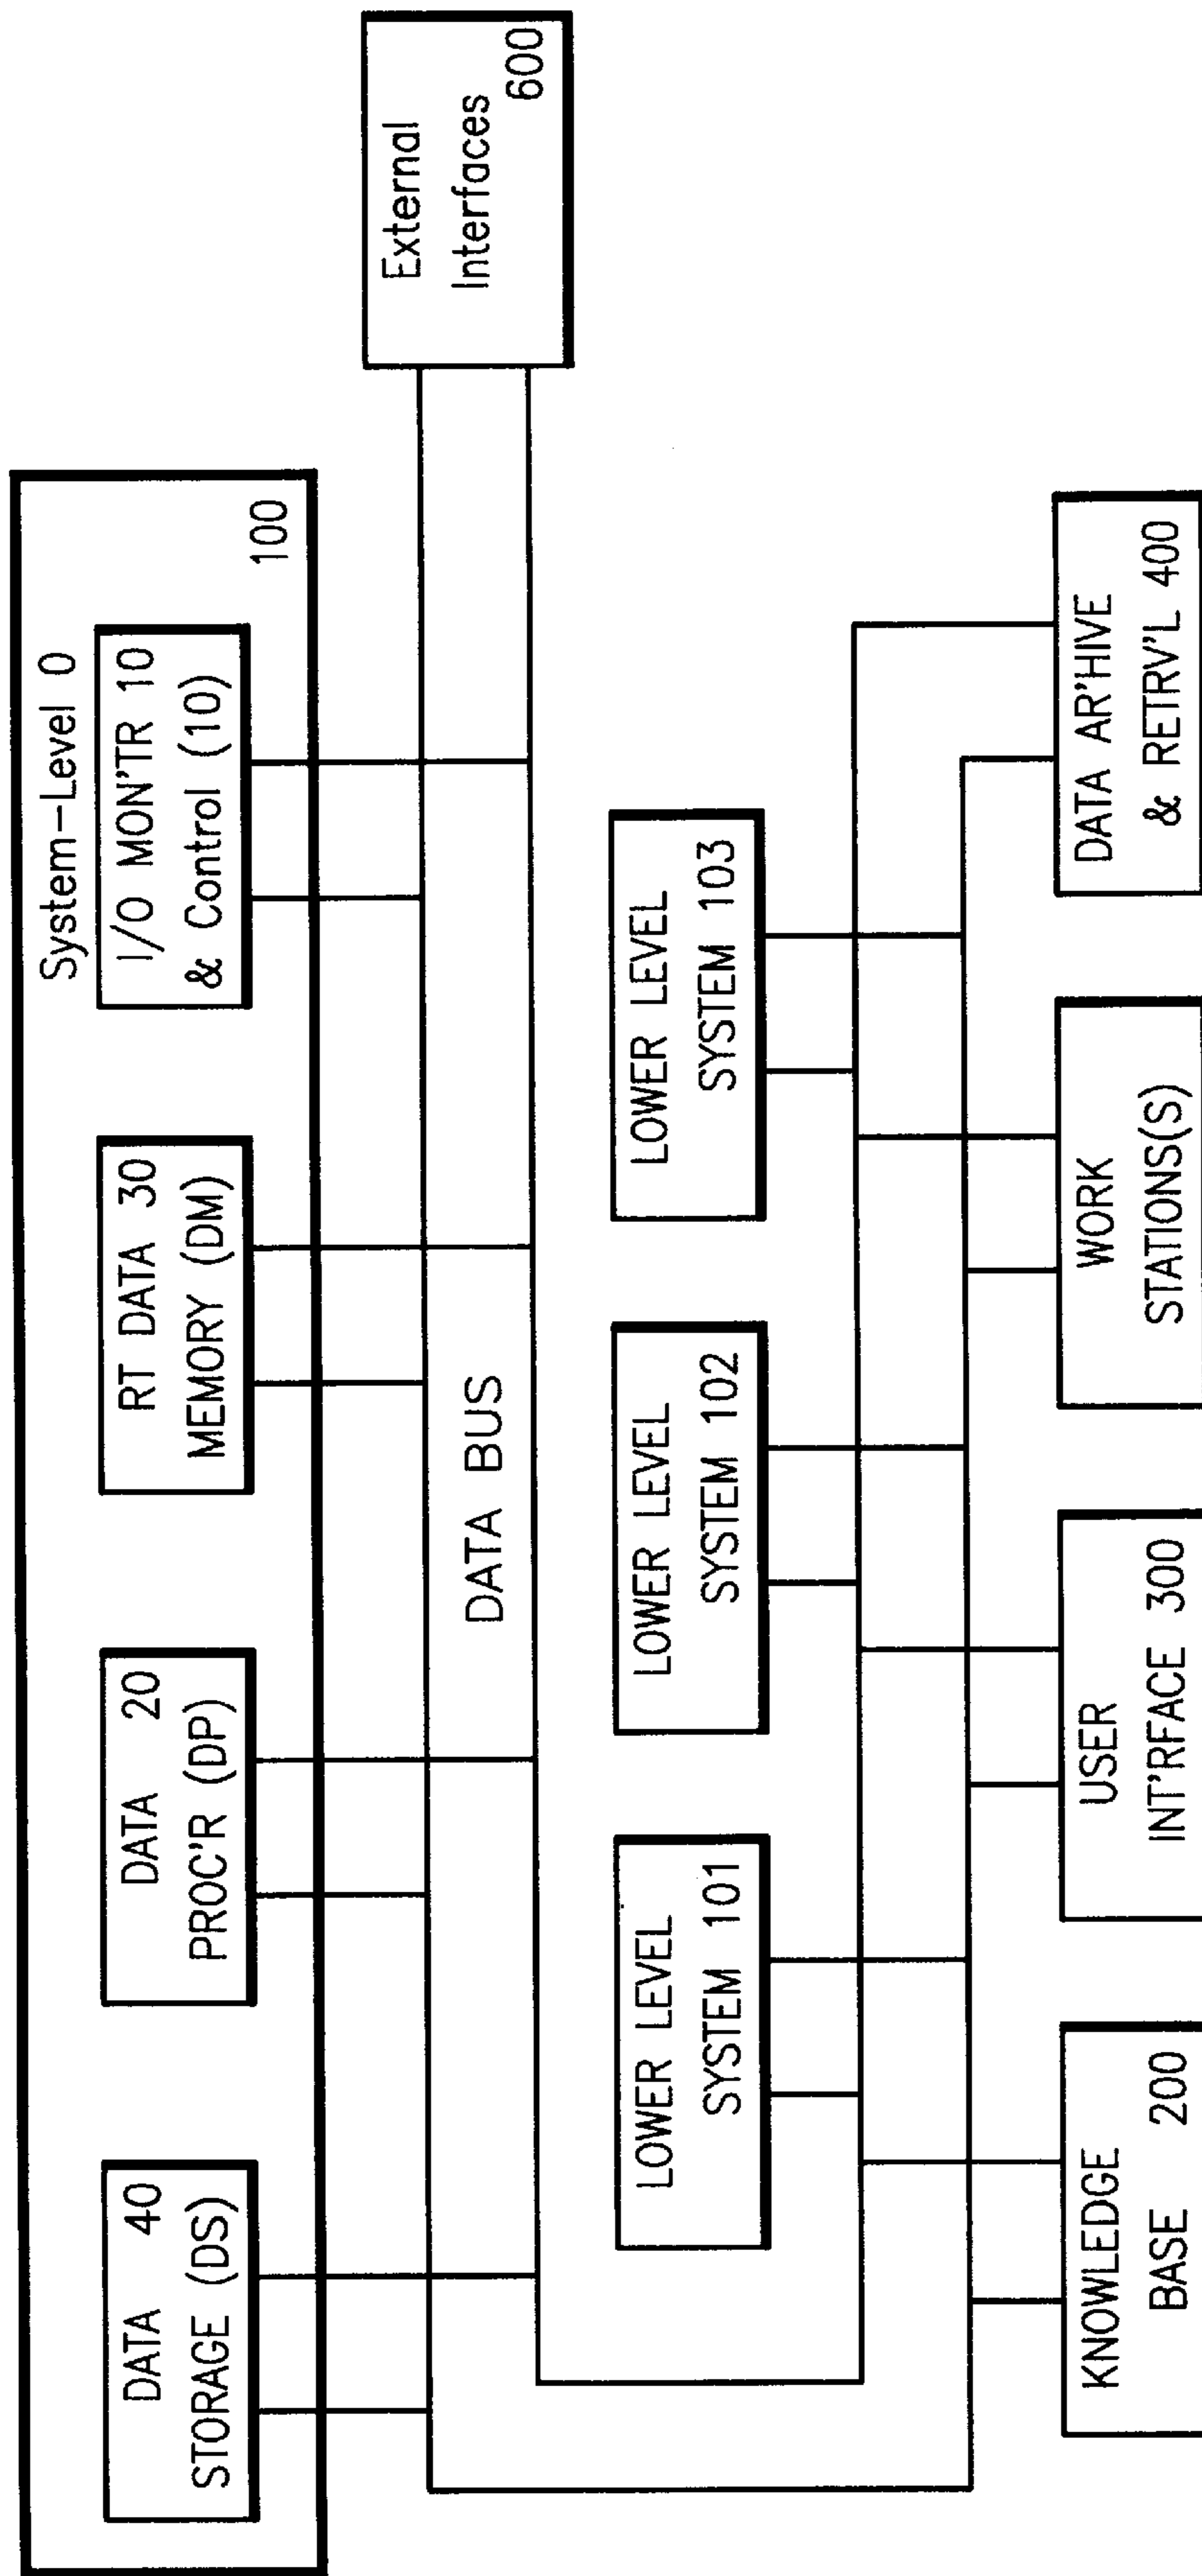 System-Level 0
DATA 40
STORAGE (DS)
DATA 20
PROC'R (DP)
RT DATA 30
MEMORY (DM)
I/O MON'TR 10
& Control (10)
100
DATA BUS
External
Interfaces
600
LOWER LEVEL
SYSTEM 101
LOWER LEVEL
SYSTEM 102
LOWER LEVEL
SYSTEM 103
KNOWLEDGE
BASE 200
USER
INT'RFACE 300
WORK
STATIONS(S)
DATA AR'HIVE
& RETRV'L 400